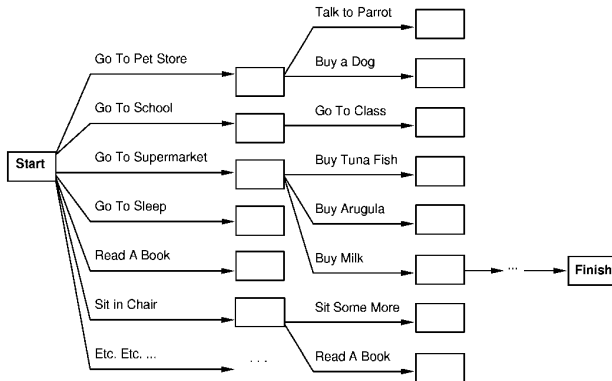 Talk to Parrot
Go To Pet Store
Buy a Dog
Go To School
Go To Class
Start
Go To Supermarket
Buy Tuna Fish
Go To Sleep
Buy Arugula
Read A Book
Buy Milk
...
Finish
Sit in Chair
Sit Some More
Etc. Etc. ...
. . .
Read A Book